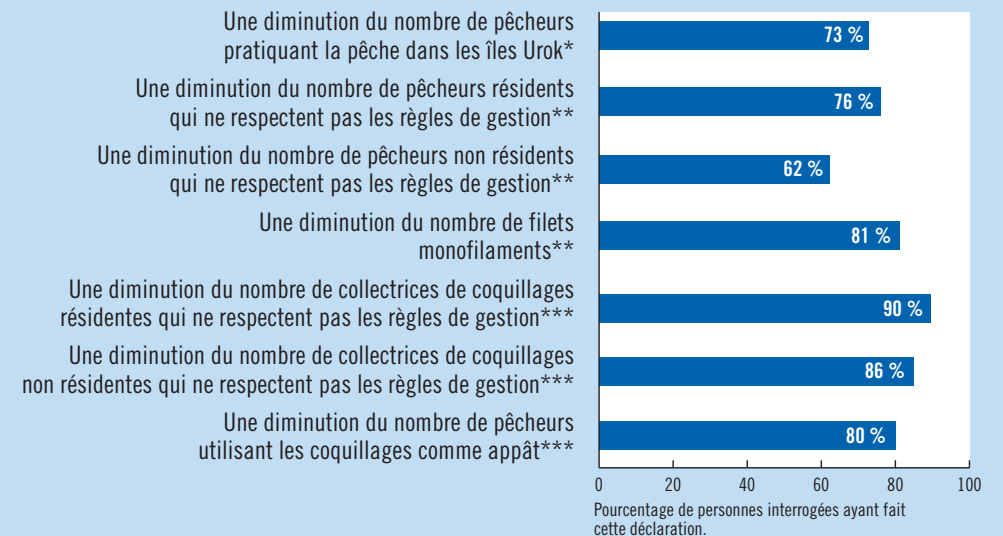 Une diminution du nombre de pêcheurs
pratiquant la pêche dans les îles Urok*
73 %
Une diminution du nombre de pêcheurs résidents
qui ne respectent pas les règles de gestion**
76 %
Une diminution du nombre de pêcheurs non résidents
qui ne respectent pas les règles de gestion**
62 %
Une diminution du nombre de filets
monofilaments**
81 %
Une diminution du nombre de collectrices de coquillages
résidentes qui ne respectent pas les règles de gestion***
90 %
Une diminution du nombre de collectrices de coquillages
non résidentes qui ne respectent pas les règles de gestion***
86 %
Une diminution du nombre de pêcheurs
utilisant les coquillages comme appât***
80 %
0 20 40 60 80 100
Pourcentage de personnes interrogées ayant fait
cette déclaration.